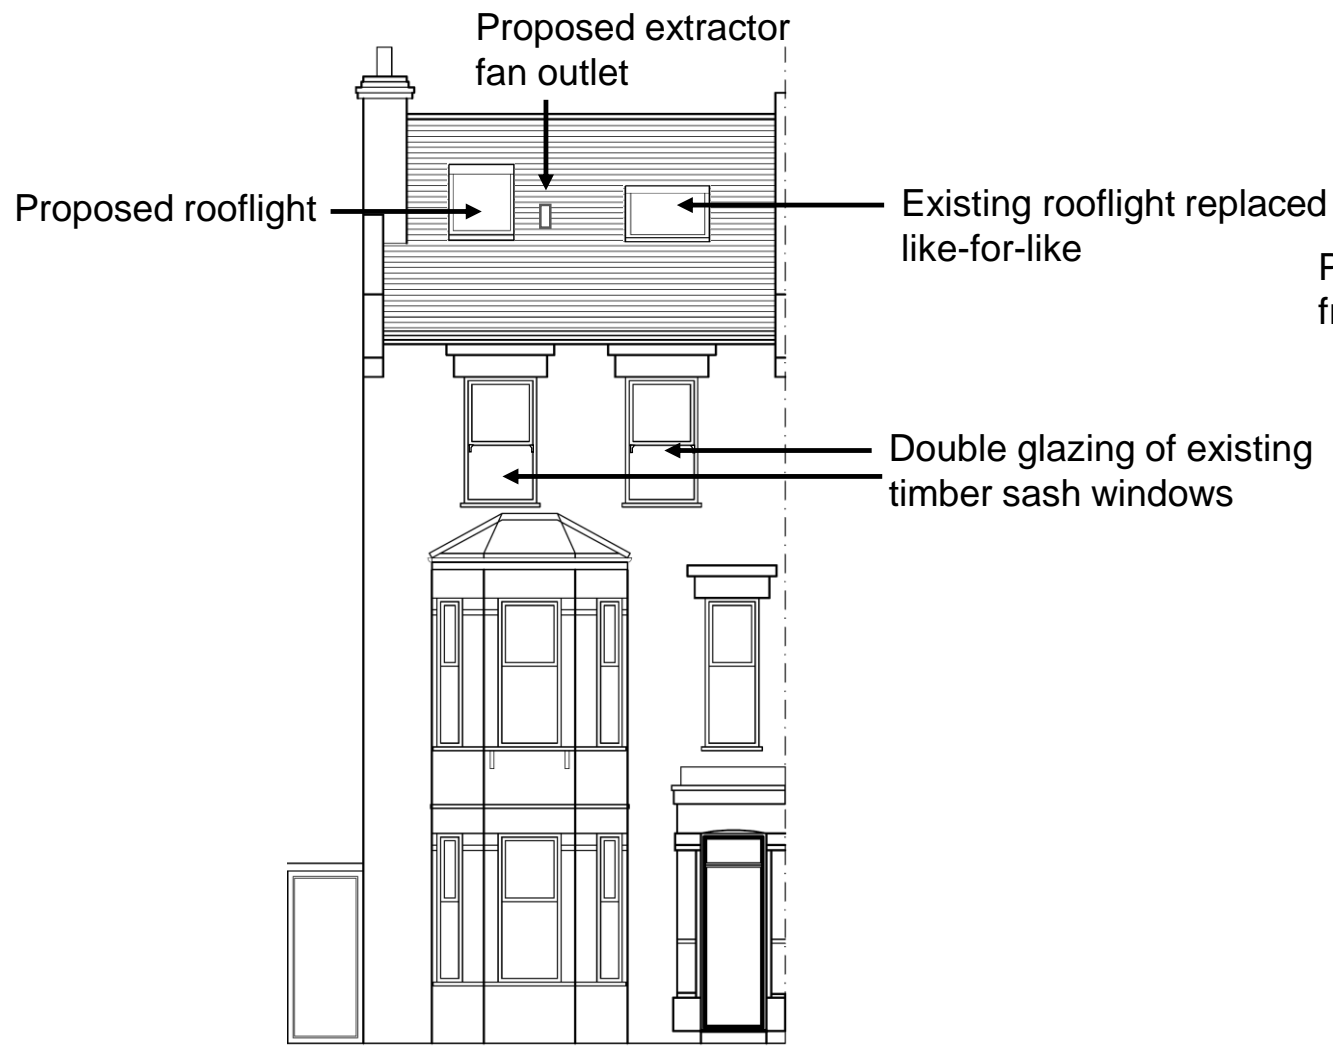 Proposed extractor
fan outlet
Proposed rooflight
Existing rooflight replaced
like-for-like
Double glazing of existing
timber sash windows